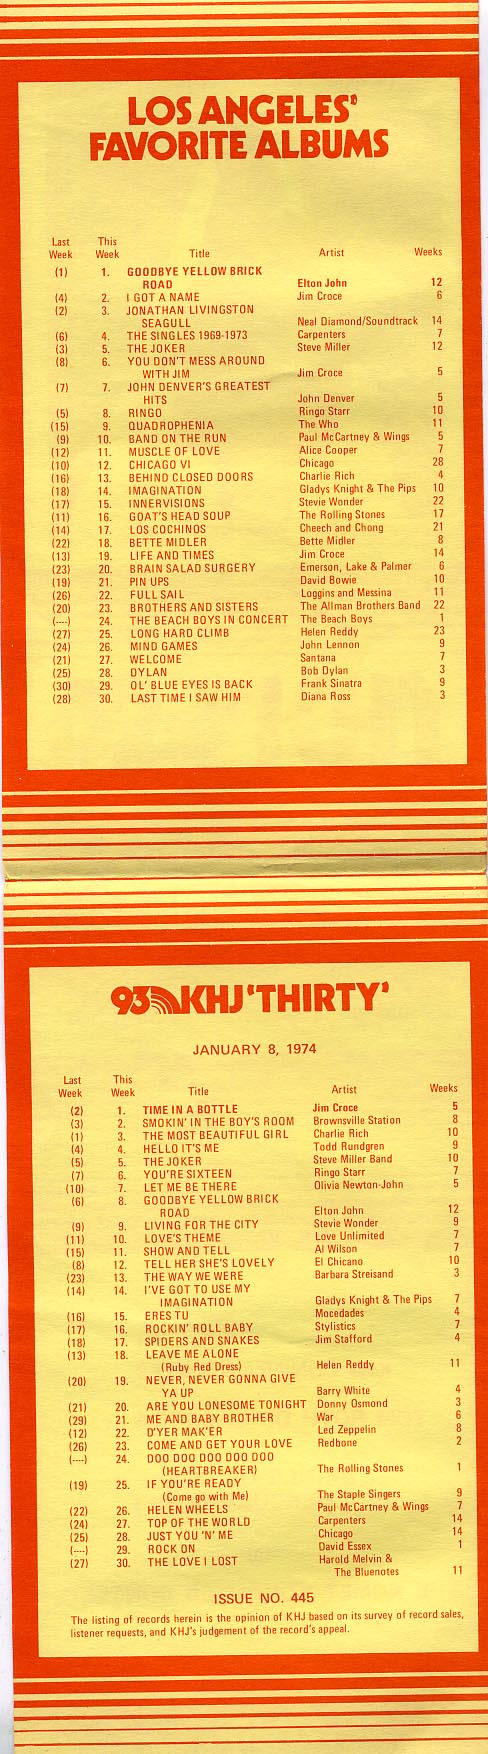 LOS ANGELES'
FAVORITE ALBUMS
Last This
Week Week Title Artist Weeks
(1) 1. GOODBYE YELLOW BRICK
ROAD Elton John 12
(4) 2. I GOT A NAME Jim Croce 6
(2) 3. JONATHAN LIVINGSTON
SEAGULL Neal Diamond/Soundtrack 14
(6) 4. THE SINGLES 1969-1973 Carpenters 7
(3) 5. THE JOKER Steve Miller 12
(8) 6. YOU DON'T MESS AROUND
WITH JIM Jim Croce 5
(7) 7. JOHN DENVER'S GREATEST
HITS John Denver 5
(5) 8. RINGO Ringo Starr 10
(15) 9. QUADROPHENIA The Who 11
(9) 10. BAND ON THE RUN Paul McCartney & Wings 5
(12) 11. MUSCLE OF LOVE Alice Cooper 7
(10) 12. CHICAGO VI Chicago 28
(16) 13. BEHIND CLOSED DOORS Charlie Rich 4
(18) 14. IMAGINATION Gladys Knight & The Pips 10
(17) 15. INNERVISIONS Stevie Wonder 22
(11) 16. GOAT'S HEAD SOUP The Rolling Stones 17
(14) 17. LOS COCHINOS Cheech and Chong 21
(22) 18. BETTE MIDLER Bette Midler 8
(13) 19. LIFE AND TIMES Jim Croce 14
(23) 20. BRAIN SALAD SURGERY Emerson, Lake & Palmer 6
(19) 21. PIN UPS David Bowie 10
(26) 22. FULL SAIL Loggins and Messina 11
(20) 23. BROTHERS AND SISTERS The Allman Brothers Band 22
(----) 24. THE BEACH BOYS IN CONCERT The Beach Boys 1
(27) 25. LONG HARD CLIMB Helen Reddy 23
(24) 26. MIND GAMES John Lennon 9
(21) 27. WELCOME Santana 7
(25) 28. DYLAN Bob Dylan 3
(30) 29. OL' BLUE EYES IS BACK Frank Sinatra 9
(28) 30. LAST TIME I SAW HIM Diana Ross 3
93 KHJ 'THIRTY'
JANUARY 8, 1974
Last This
Week Week Title Artist Weeks
(2) 1. TIME IN A BOTTLE Jim Croce 5
(3) 2. SMOKIN' IN THE BOY'S ROOM Brownsville Station 8
(1) 3. THE MOST BEAUTIFUL GIRL Charlie Rich 10
(4) 4. HELLO IT'S ME Todd Rundgren 9
(5) 5. THE JOKER Steve Miller Band 10
(7) 6. YOU'RE SIXTEEN Ringo Starr 7
(10) 7. LET ME BE THERE Olivia Newton-John 5
(6) 8. GOODBYE YELLOW BRICK
ROAD Elton John 12
(9) 9. LIVING FOR THE CITY Stevie Wonder 9
(11) 10. LOVE'S THEME Love Unlimited 7
(15) 11. SHOW AND TELL Al Wilson 7
(8) 12. TELL HER SHE'S LOVELY El Chicano 10
(23) 13. THE WAY WE WERE Barbara Streisand 3
(14) 14. I'VE GOT TO USE MY
IMAGINATION Gladys Knight & The Pips 7
(16) 15. ERES TU Mocedades 4
(17) 16. ROCKIN' ROLL BABY Stylistics 7
(18) 17. SPIDERS AND SNAKES Jim Stafford 4
(13) 18. LEAVE ME ALONE
(Ruby Red Dress) Helen Reddy 11
(20) 19. NEVER, NEVER GONNA GIVE
YA UP Barry White 4
(21) 20. ARE YOU LONESOME TONIGHT Donny Osmond 3
(29) 21. ME AND BABY BROTHER War 6
(12) 22. D'YER MAK'ER Led Zeppelin 8
(26) 23. COME AND GET YOUR LOVE Redbone 2
(----) 24. DOO DOO DOO DOO DOO
(HEARTBREAKER) The Rolling Stones 1
(19) 25. IF YOU'RE READY
(Come go with Me) The Staple Singers 9
(22) 26. HELEN WHEELS Paul McCartney & Wings 7
(24) 27. TOP OF THE WORLD Carpenters 14
(25) 28. JUST YOU 'N' ME Chicago 14
(----) 29. ROCK ON David Essex 1
(27) 30. THE LOVE I LOST Harold Melvin &
The Bluenotes 11
ISSUE NO. 445
The listing of records herein is the opinion of KHJ based on its survey of record sales,
listener requests, and KHJ's judgement of the record's appeal.